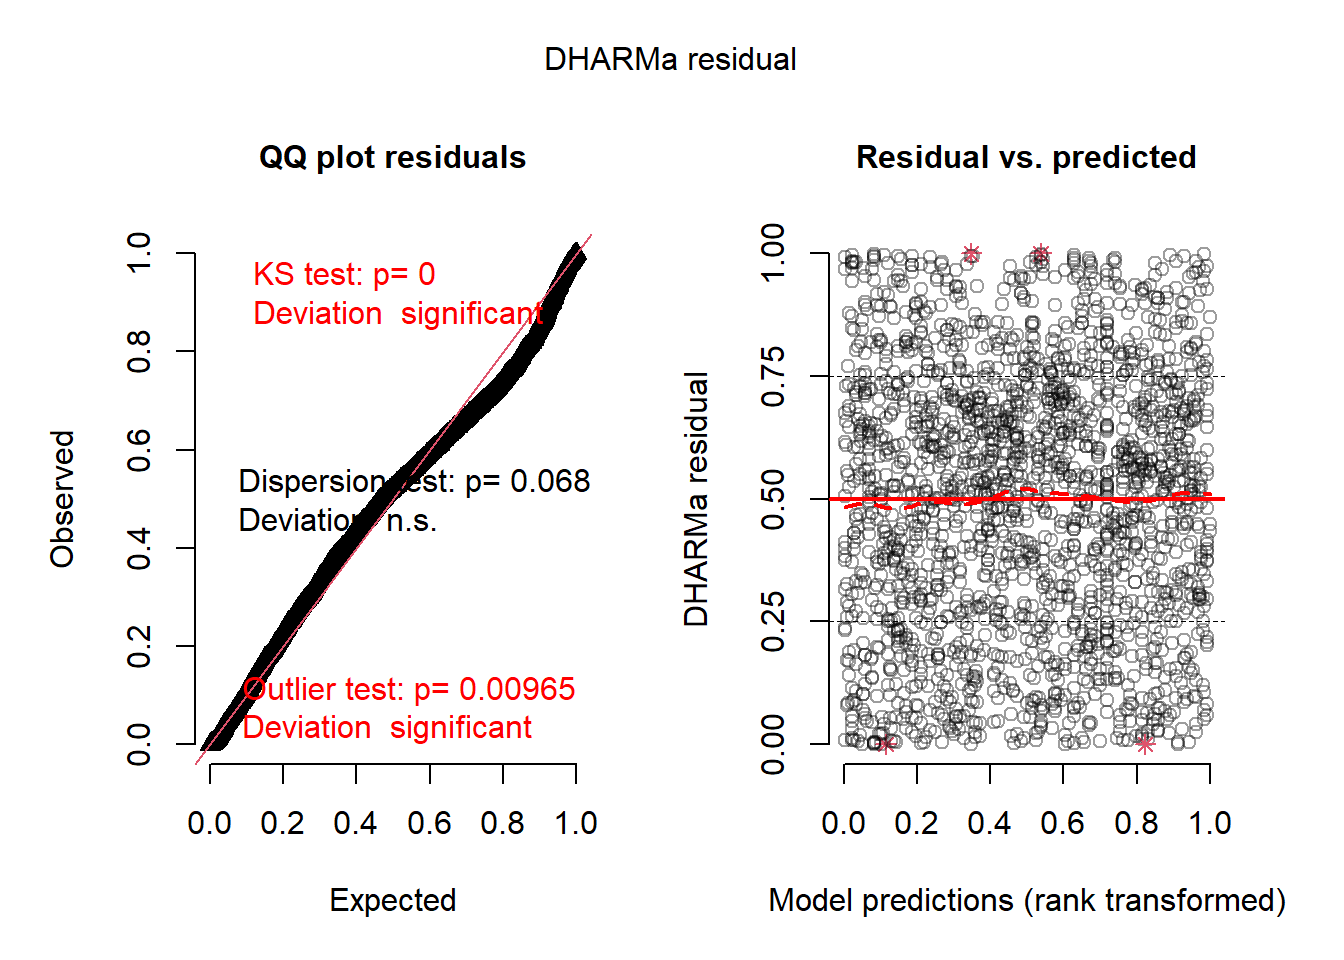 DHARMa residual
QQ plot residuals
KS test: p= 0
Deviation  significant
Dispersion test: p= 0.068
Deviation  n.s.
Outlier test: p= 0.00965
Deviation  significant
Observed
0.0 0.2 0.4 0.6 0.8 1.0
0.0 0.2 0.4 0.6 0.8 1.0
Expected
Residual vs. predicted
DHARMa residual
0.00 0.25 0.50 0.75 1.00
0.0 0.2 0.4 0.6 0.8 1.0
Model predictions (rank transformed)